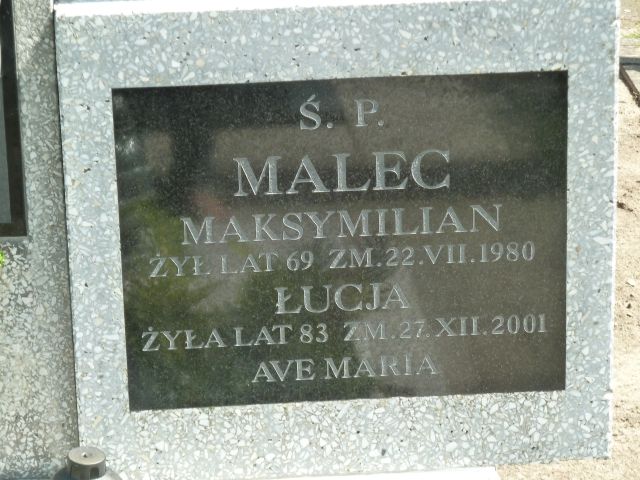 Ś. P.
MALEC
MAKSYMILIAN
ŻYŁ LAT 69 ZM. 22. VII. 1980
ŁUCJA
ŻYŁA LAT 83 ZM. 27. XII. 2001
AVE MARIA